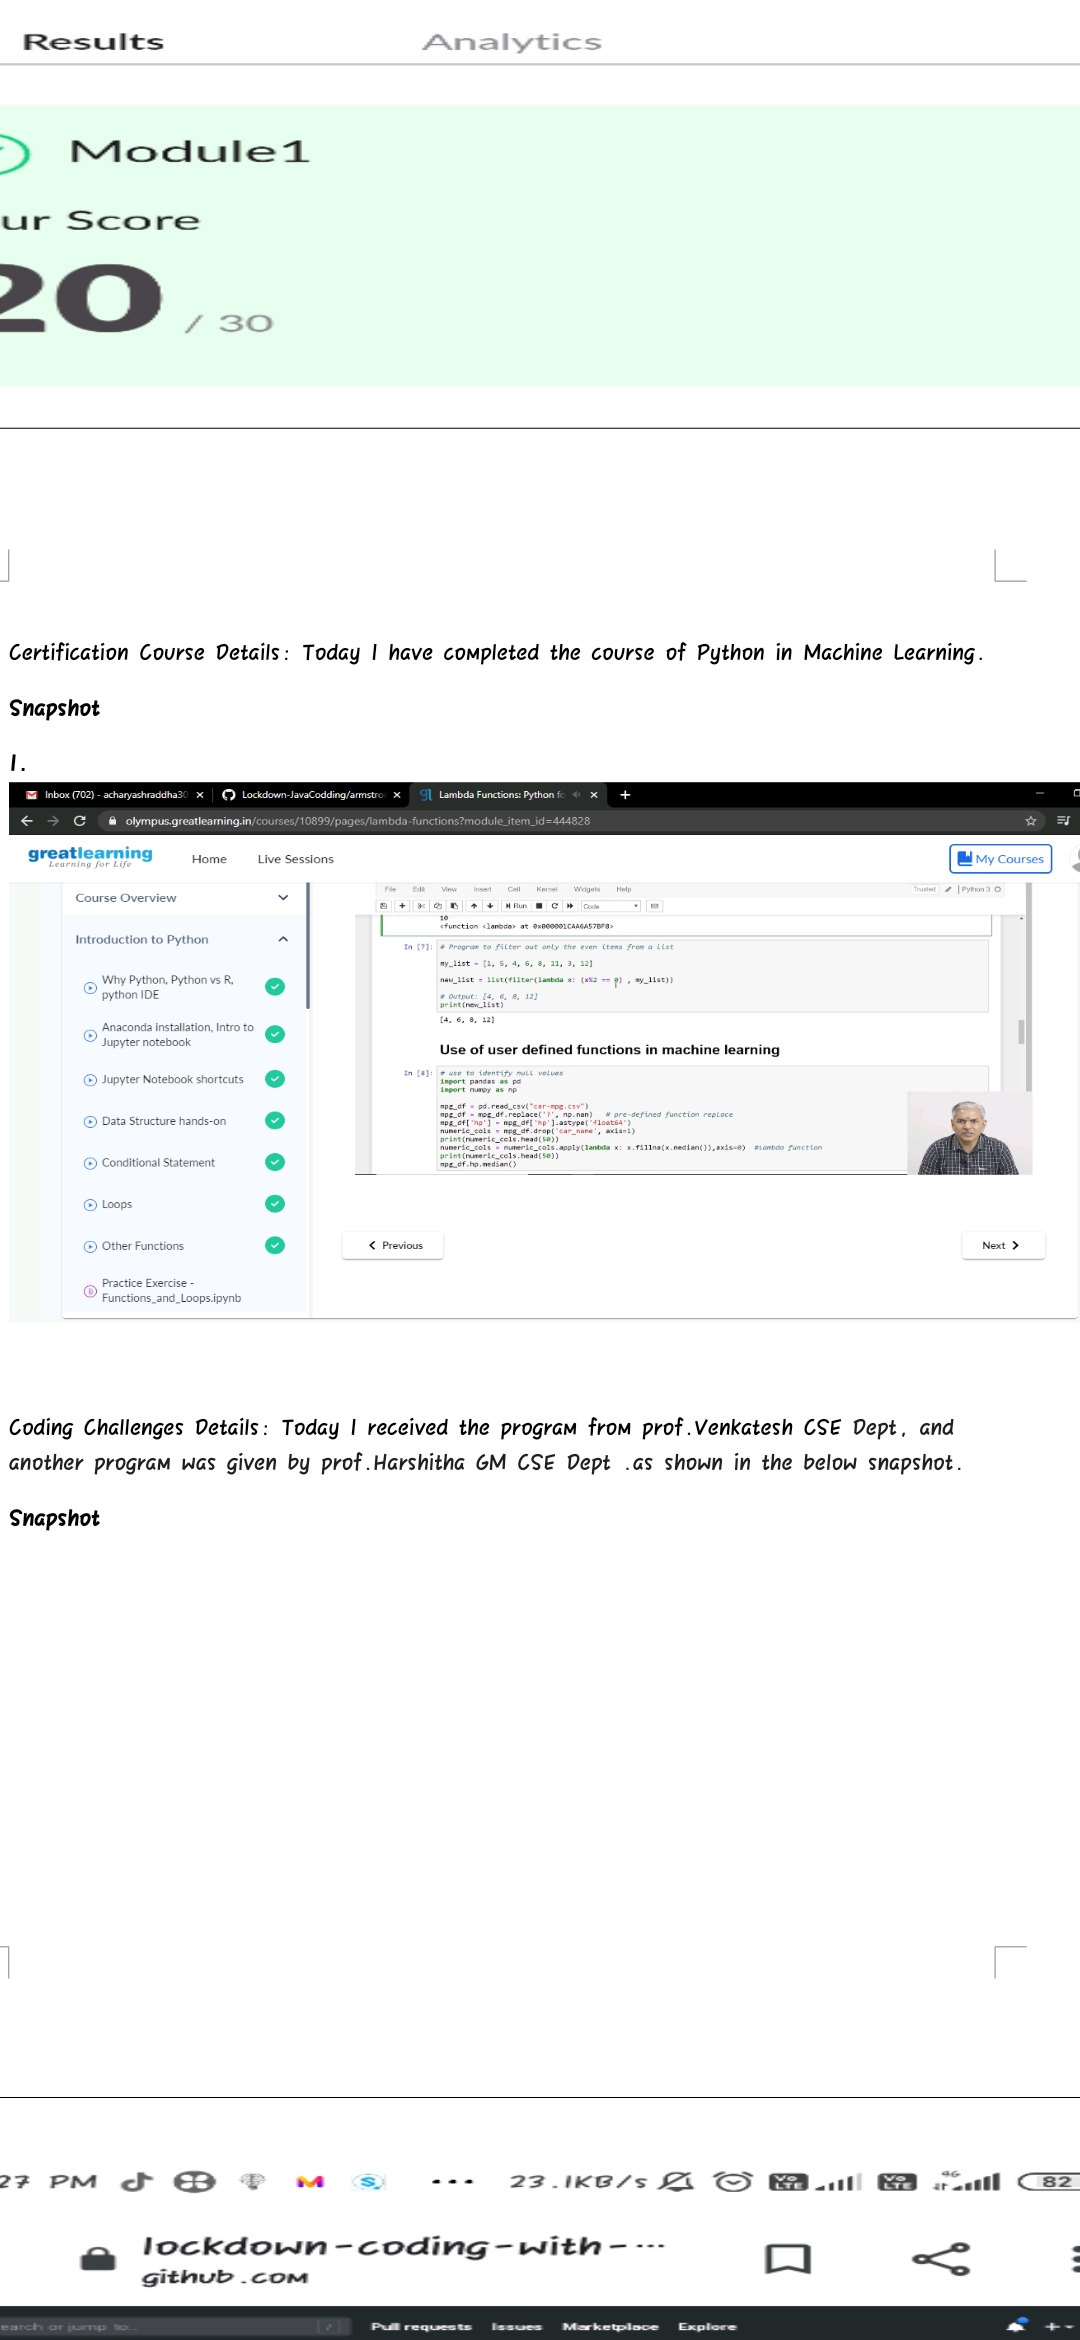 Results Analytics
Module1
ur Score
20 / 30
Certification Course Details: Today I have completed the course of Python in Machine Learning.
Snapshot
1.
Inbox (702) - acharyashraddha30 × Lockdown-JavaCodding/armstro × gl Lambda Functions: Python fo × +
olympus.greatlearning.in/courses/10899/pages/lambda-functions?module_item_id=444828
greatlearning Home Live Sessions My Courses
Learning for Life
Course Overview
Introduction to Python
Why Python, Python vs R,
python IDE
Anaconda installation, Intro to
Jupyter notebook
Jupyter Notebook shortcuts
Data Structure hands-on
Conditional Statement
Loops
Other Functions
Practice Exercise -
Functions_and_Loops.ipynb
File Edit View Insert Cell Kernel Widgets Help Trusted Python 3
Run Code
10
<function <lambda> at 0x000001CAA6A57BF8>
In [7]: # Program to filter out only the even items from a list
my_list = [1, 5, 4, 6, 8, 11, 3, 12]
new_list = list(filter(lambda x: (x%2 == 0) , my_list))
# Output: [4, 6, 8, 12]
print(new_list)
[4, 6, 8, 12]
Use of user defined functions in machine learning
In [8]: # use to identify null values
import pandas as pd
import numpy as np
mpg_df = pd.read_csv("car-mpg.csv")
mpg_df = mpg_df.replace('?', np.nan) # pre-defined function replace
mpg_df['hp'] = mpg_df['hp'].astype('float64')
numeric_cols = mpg_df.drop('car_name', axis=1)
print(numeric_cols.head(50))
numeric_cols = numeric_cols.apply(lambda x: x.fillna(x.median()),axis=0) #lambda function
print(numeric_cols.head(50))
mpg_df.hp.median()
Previous Next
Coding Challenges Details: Today I received the program from prof.Venkatesh CSE Dept, and
another program was given by prof.Harshitha GM CSE Dept .as shown in the below snapshot.
Snapshot
27 PM M S ... 23.1KB/s Vo LTE Vo LTE 4G 82
lockdown-coding-with-...
github.com
earch or jump to... / Pull requests Issues Marketplace Explore